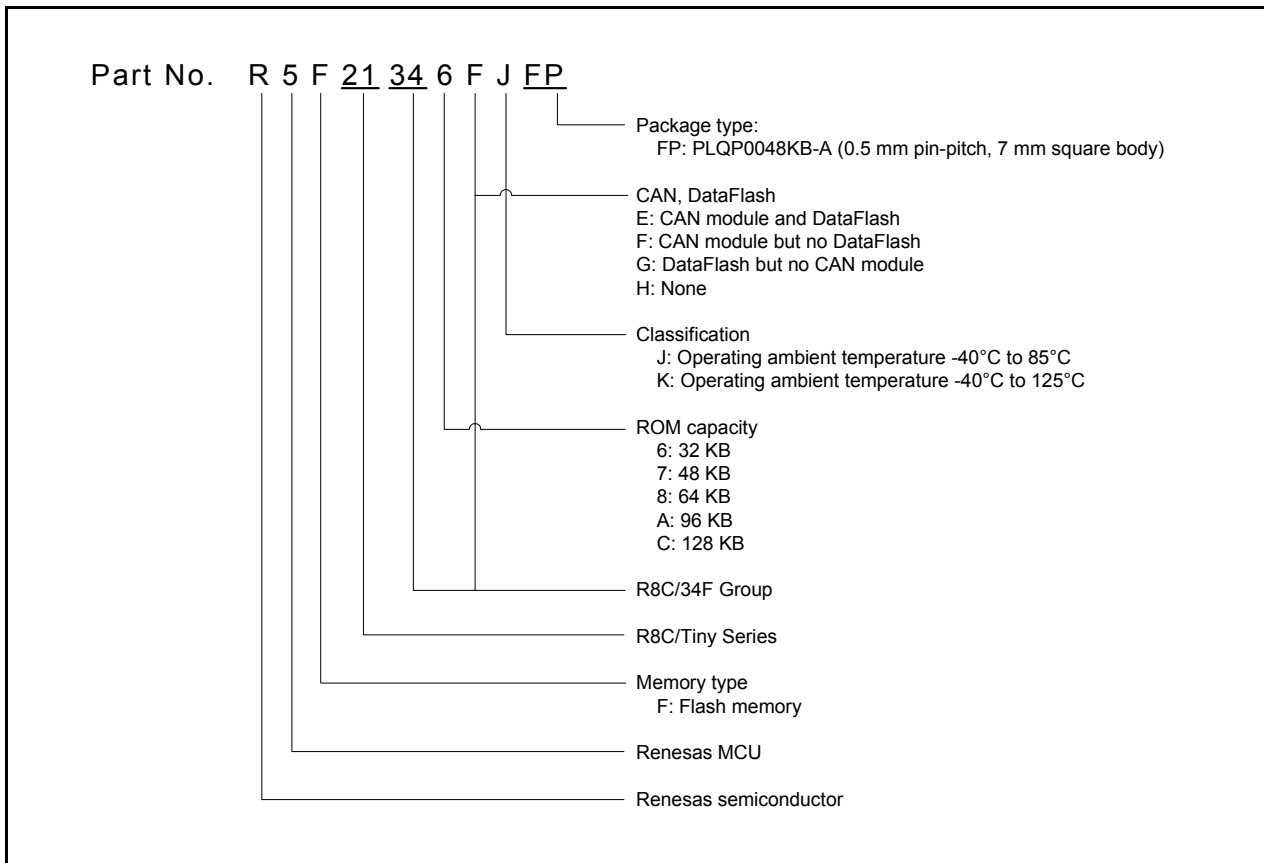 Part No. R 5 F 21 34 6 F J FP
Package type:
FP: PLQP0048KB-A (0.5 mm pin-pitch, 7 mm square body)
CAN, DataFlash
E: CAN module and DataFlash
F: CAN module but no DataFlash
G: DataFlash but no CAN module
H: None
Classification
J: Operating ambient temperature -40°C to 85°C
K: Operating ambient temperature -40°C to 125°C
ROM capacity
6: 32 KB
7: 48 KB
8: 64 KB
A: 96 KB
C: 128 KB
R8C/34F Group
R8C/Tiny Series
Memory type
F: Flash memory
Renesas MCU
Renesas semiconductor